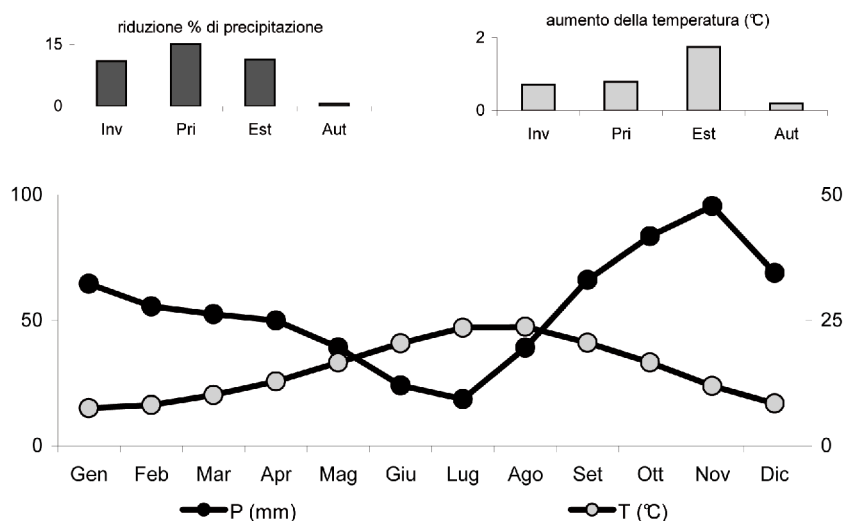 riduzione % di precipitazione
15
0
Inv Pri Est Aut
aumento della temperatura (℃)
2
0
Inv Pri Est Aut
100 50
50 25
0 0
Gen Feb Mar Apr Mag Giu Lug Ago Set Ott Nov Dic
P (mm) T (℃)